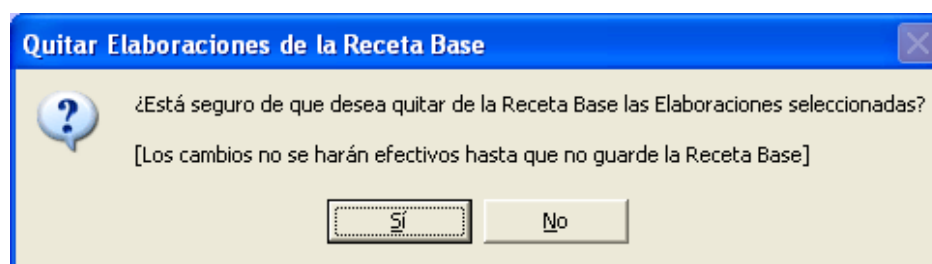 Quitar Elaboraciones de la Receta Base
¿Está seguro de que desea quitar de la Receta Base las Elaboraciones seleccionadas?
[Los cambios no se harán efectivos hasta que no guarde la Receta Base]
Sí
No